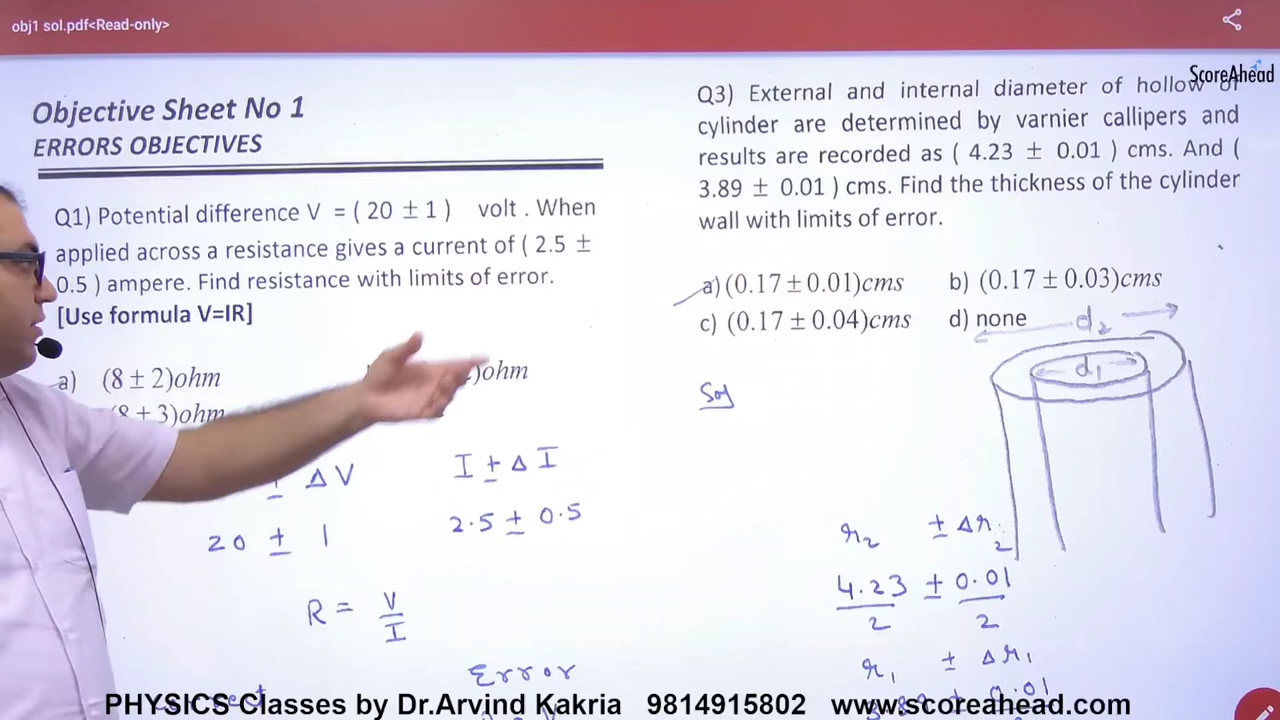 obj1 sol.pdf<Read-only>
ScoreAhead
Objective Sheet No 1
ERRORS OBJECTIVES
Q1) Potential difference V = ( 20 ± 1 ) volt . When
applied across a resistance gives a current of ( 2.5 ±
0.5 ) ampere. Find resistance with limits of error.
[Use formula V=IR]
a) (8 ± 2)ohm
)ohm
(8 ± 3)ohm
± Δ V
I ± Δ I
20 ± 1
2.5 ± 0.5
R = V
I
Error
Q3) External and internal diameter of hollow of
cylinder are determined by varnier callipers and
results are recorded as ( 4.23 ± 0.01 ) cms. And (
3.89 ± 0.01 ) cms. Find the thickness of the cylinder
wall with limits of error.
a) (0.17 ± 0.01)cms b) (0.17 ± 0.03)cms
c) (0.17 ± 0.04)cms d) none
d2
d1
Sol
r2 ± Δr2
4.23 ± 0.01
2 2
r1 ± Δr1
PHYSICS Classes by Dr.Arvind Kakria 9814915802 www.scoreahead.com